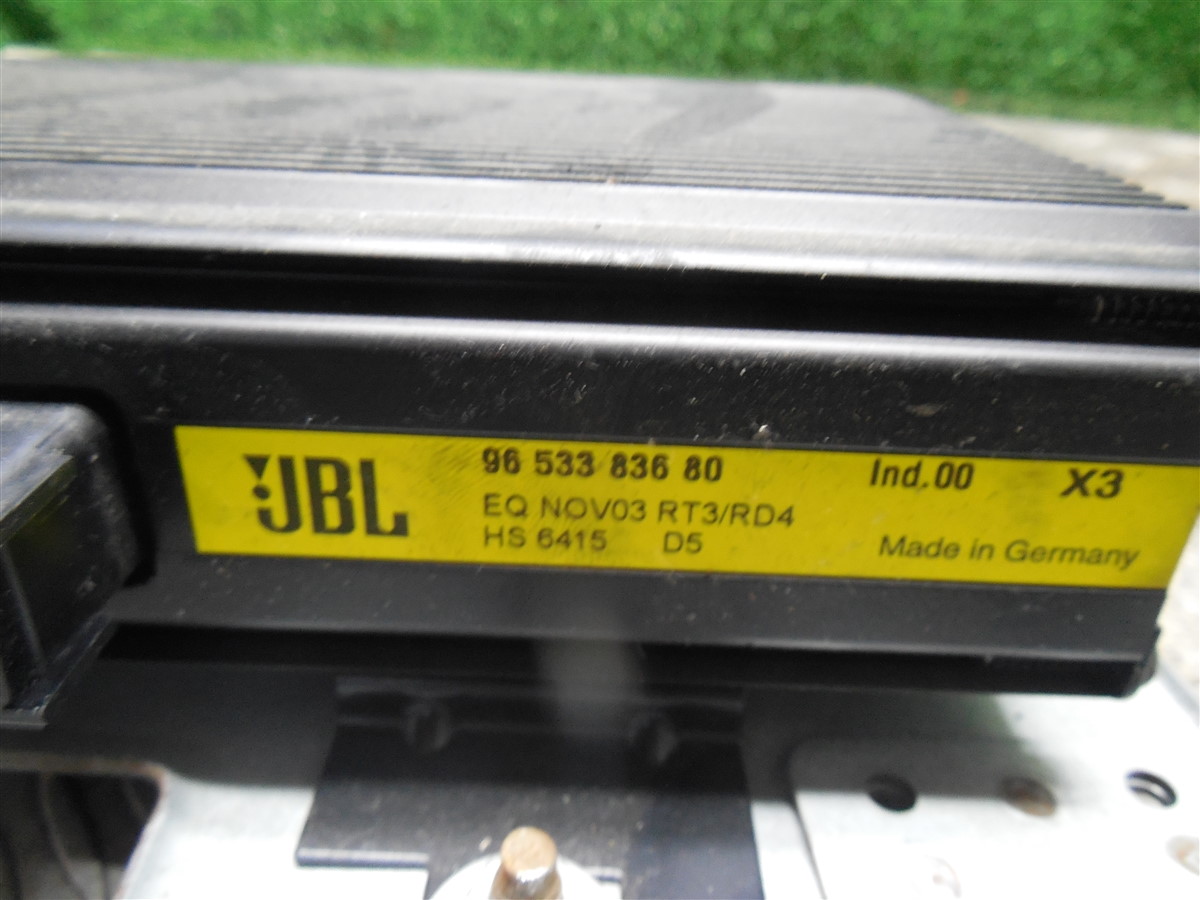 JBL
96 533 836 80 Ind.00 X3
EQ NOV03 RT3/RD4
HS 6415 D5 Made in Germany